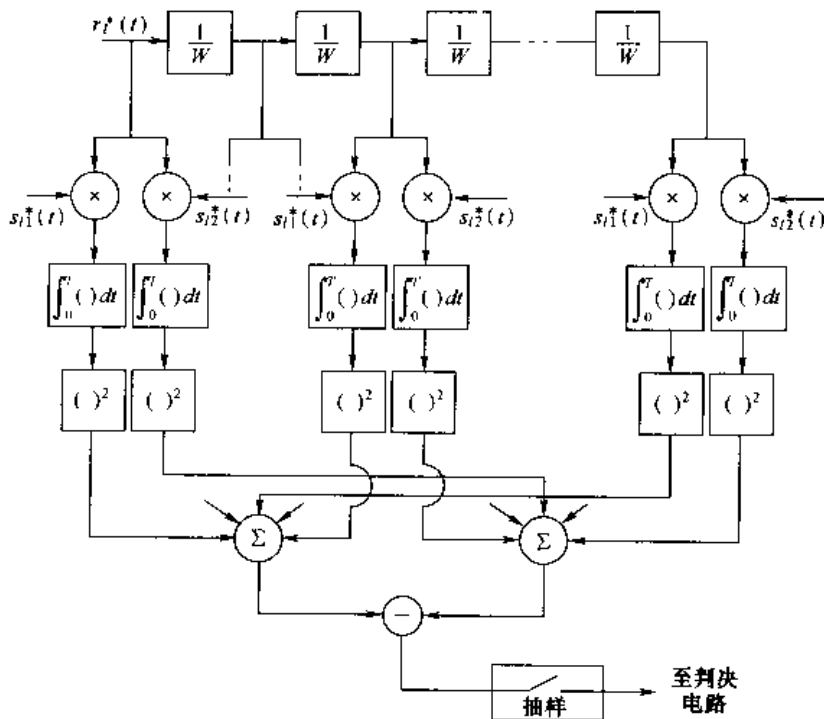 r_l^*(t)
1/W 1/W 1/W 1/W
× × × × × ×
s_{l1}^*(t) s_{l2}^*(t) s_{l1}^*(t) s_{l2}^*(t) s_{l1}^*(t) s_{l2}^*(t)
∫_0^T( )dt ∫_0^T( )dt ∫_0^T( )dt ∫_0^T( )dt ∫_0^T( )dt ∫_0^T( )dt
( )^2 ( )^2 ( )^2 ( )^2 ( )^2 ( )^2
Σ Σ
−
抽样
至判决
电路